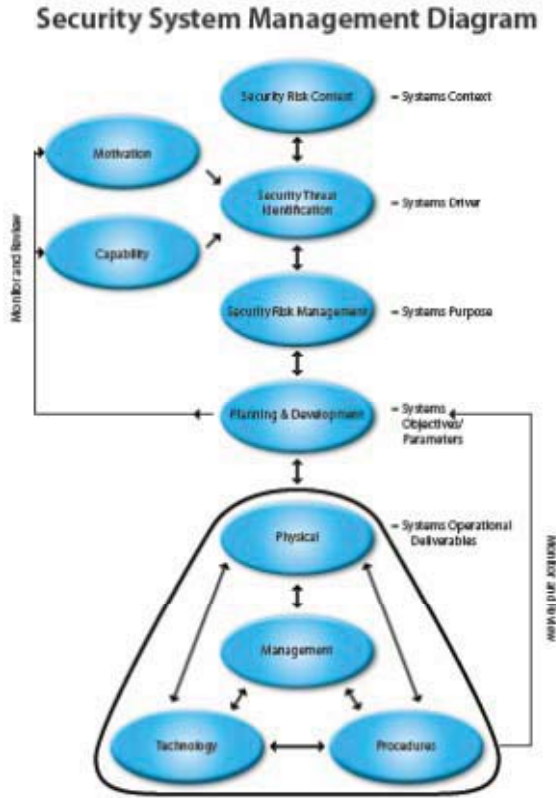 Security System Management Diagram
Security Risk Context
= Systems Context
Motivation
Security Threat
Identification
= Systems Driver
Capability
Monitor and Review
Security Risk Management
= Systems Purpose
Planning & Development
= Systems
Objectives/
Parameters
Physical
= Systems Operational
Deliverables
Monitor and review
Management
Technology
Procedures